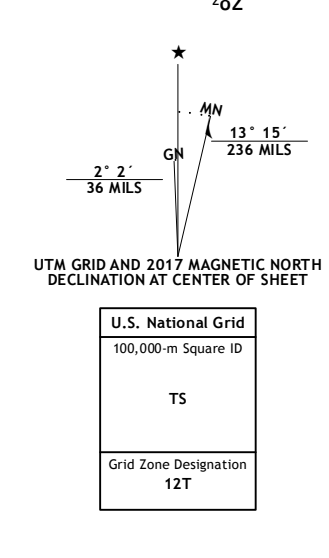 ²82
★
MN
GN
13° 15´
236 MILS
2° 2´
36 MILS
UTM GRID AND 2017 MAGNETIC NORTH
DECLINATION AT CENTER OF SHEET
U.S. National Grid
100,000-m Square ID
TS
Grid Zone Designation
12T